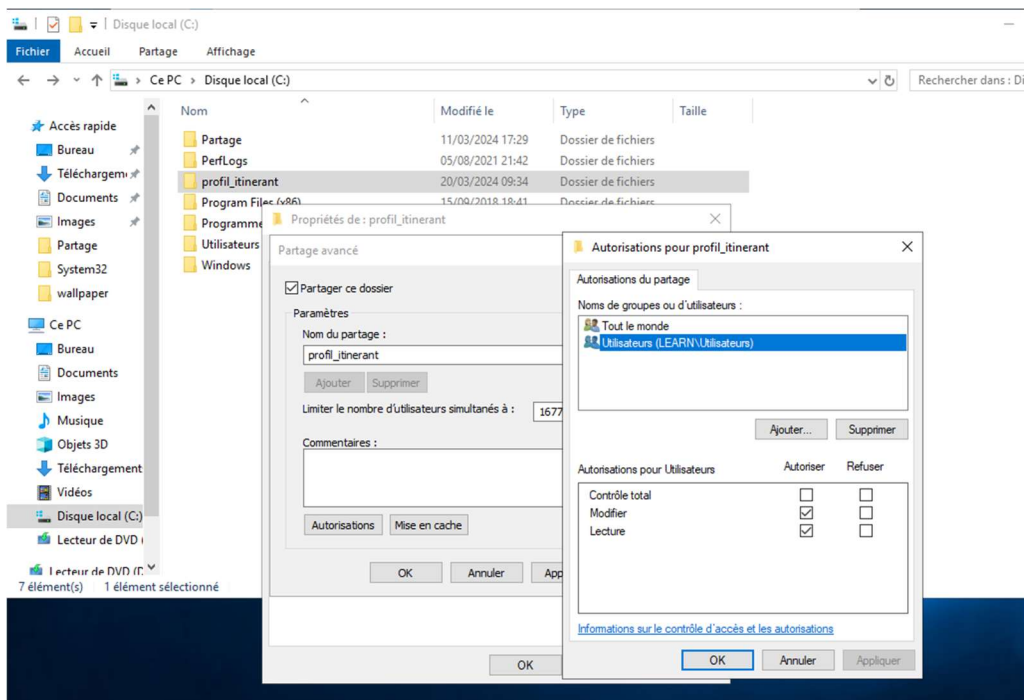 Disque local (C:)
Fichier Accueil Partage Affichage
Ce PC > Disque local (C:)
Rechercher dans : Di
Nom Modifié le Type Taille
Accès rapide
Bureau
Téléchargem
Documents
Images
Partage
System32
wallpaper
Ce PC
Bureau
Documents
Images
Musique
Objets 3D
Téléchargement
Vidéos
Disque local (C:)
Lecteur de DVD (
Lecteur de DVD (D
Partage 11/03/2024 17:29 Dossier de fichiers
PerfLogs 05/08/2021 21:42 Dossier de fichiers
profil_itinerant 20/03/2024 09:34 Dossier de fichiers
Program Files (x86) 15/09/2018 18:41 Dossier de fichiers
Programme
Utilisateurs
Windows
7 élément(s) 1 élément sélectionné
Propriétés de : profil_itinerant
Partage avancé
Partager ce dossier
Paramètres
Nom du partage :
profil_itinerant
Ajouter Supprimer
Limiter le nombre d'utilisateurs simultanés à : 1677
Commentaires :
Autorisations Mise en cache
OK Annuler App
OK
Autorisations pour profil_itinerant
Autorisations du partage
Noms de groupes ou d'utilisateurs :
Tout le monde
Utilisateurs (LEARN\Utilisateurs)
Ajouter... Supprimer
Autorisations pour Utilisateurs Autoriser Refuser
Contrôle total
Modifier
Lecture
Informations sur le contrôle d'accès et les autorisations
OK Annuler Appliquer